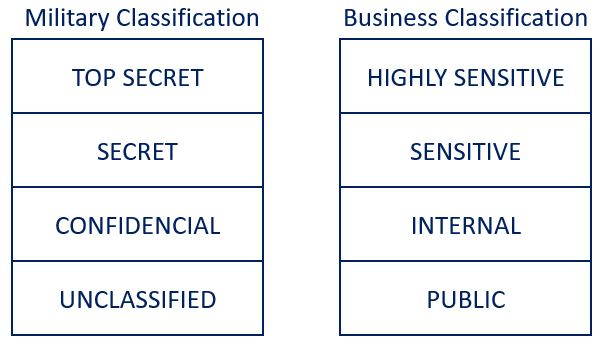 Military Classification
TOP SECRET
SECRET
CONFIDENCIAL
UNCLASSIFIED
Business Classification
HIGHLY SENSITIVE
SENSITIVE
INTERNAL
PUBLIC